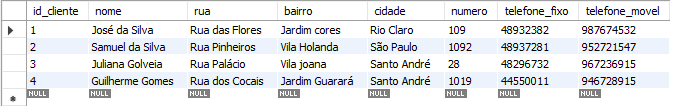 id_cliente nome rua bairro cidade numero telefone_fixo telefone_movel
1 José da Silva Rua das Flores Jardim cores Rio Claro 109 48932382 987674532
2 Samuel da Silva Rua Pinheiros Vila Holanda São Paulo 1092 48937281 952721547
3 Juliana Golveia Rua Palácio Vila joana Santo André 28 48296732 967236915
4 Guilherme Gomes Rua dos Cocais Jardim Guarará Santo André 1019 44550011 946728915
NULL NULL NULL NULL NULL NULL NULL NULL